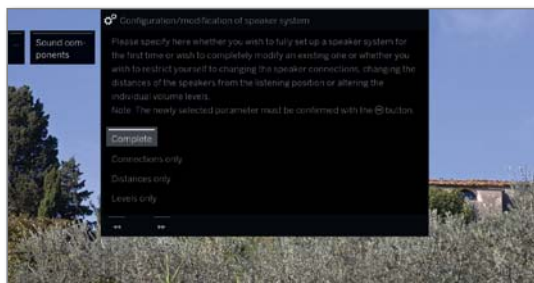 Configuration/modification of speaker system
...
Sound com-
ponents
Please specify here whether you wish to fully set up a speaker system for
the first time or wish to completely modify an existing one or whether you
wish to restrict yourself to changing the speaker connections, changing the
distances of the speakers from the listening position or altering the
individual volume levels.
Note: The newly selected parameter must be confirmed with the OK button.
Complete
Connections only
Distances only
Levels only